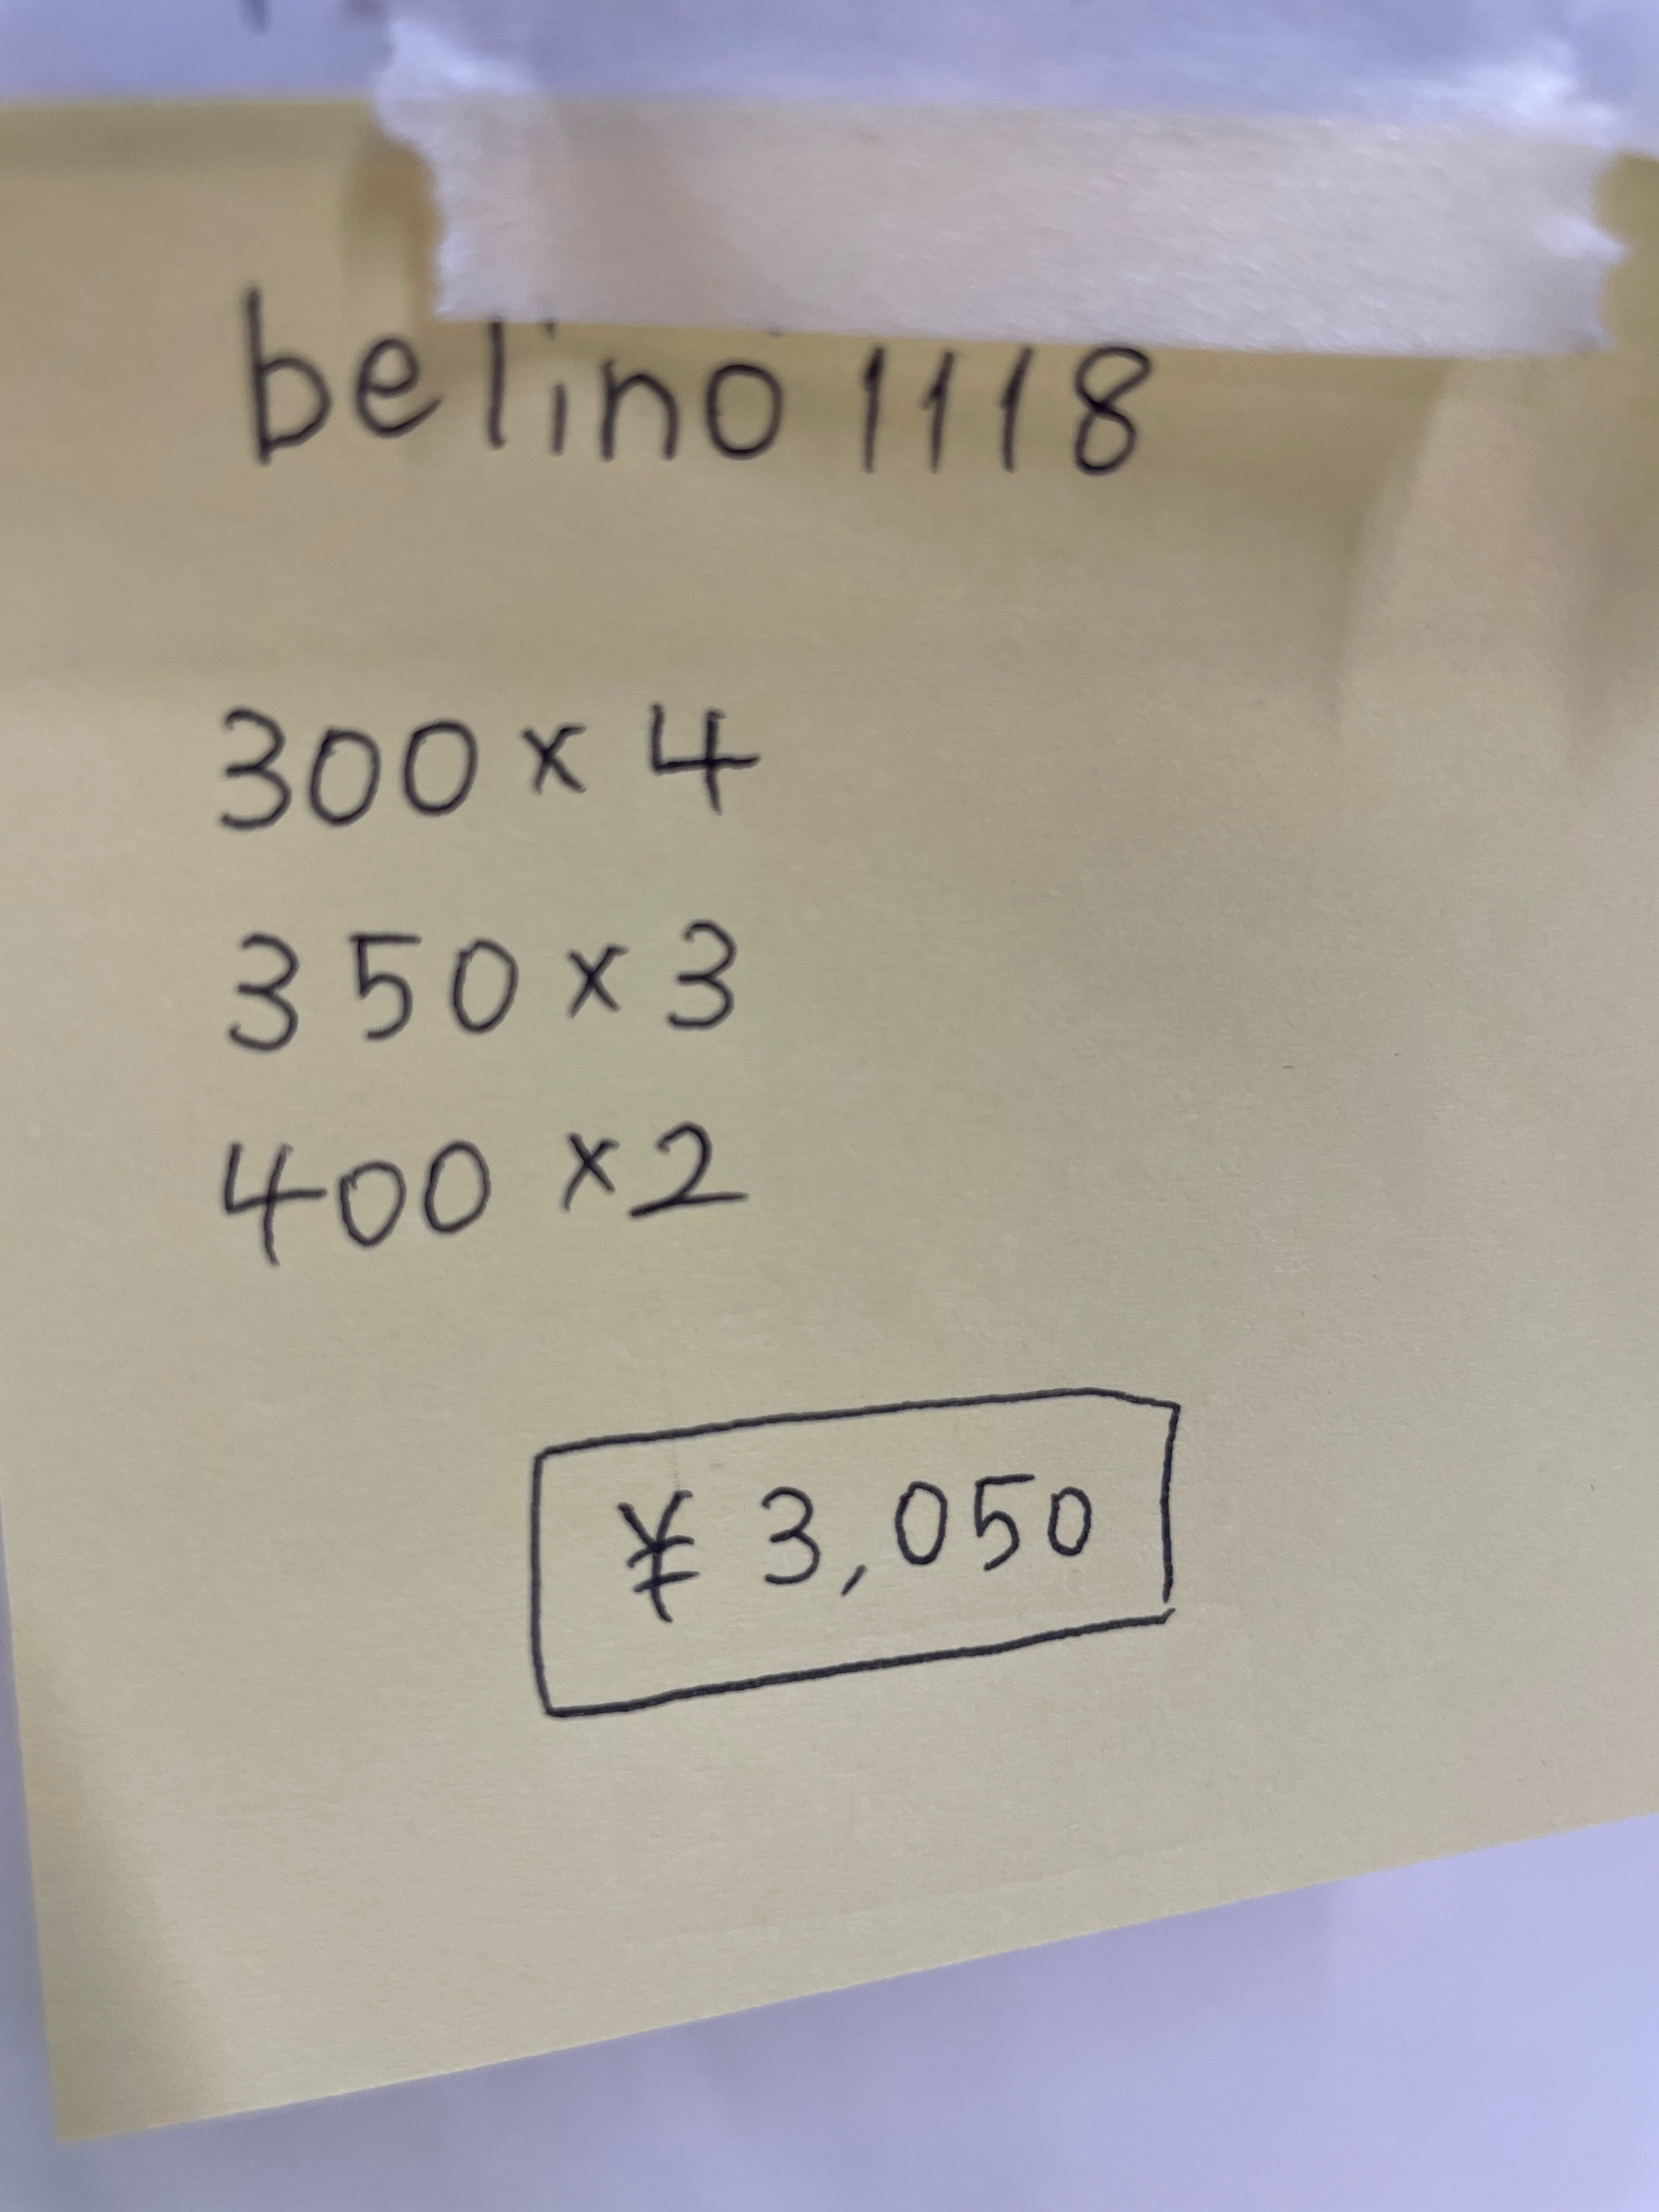 belino 1118
300 × 4
350 × 3
400 × 2
¥ 3,050